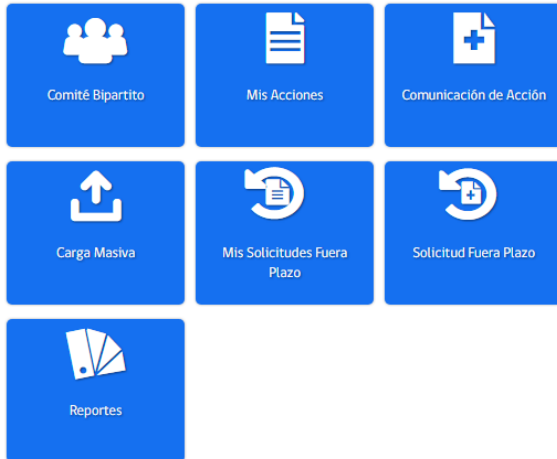 Comité Bipartito
Mis Acciones
Comunicación de Acción
Carga Masiva
Mis Solicitudes Fuera
Plazo
Solicitud Fuera Plazo
Reportes